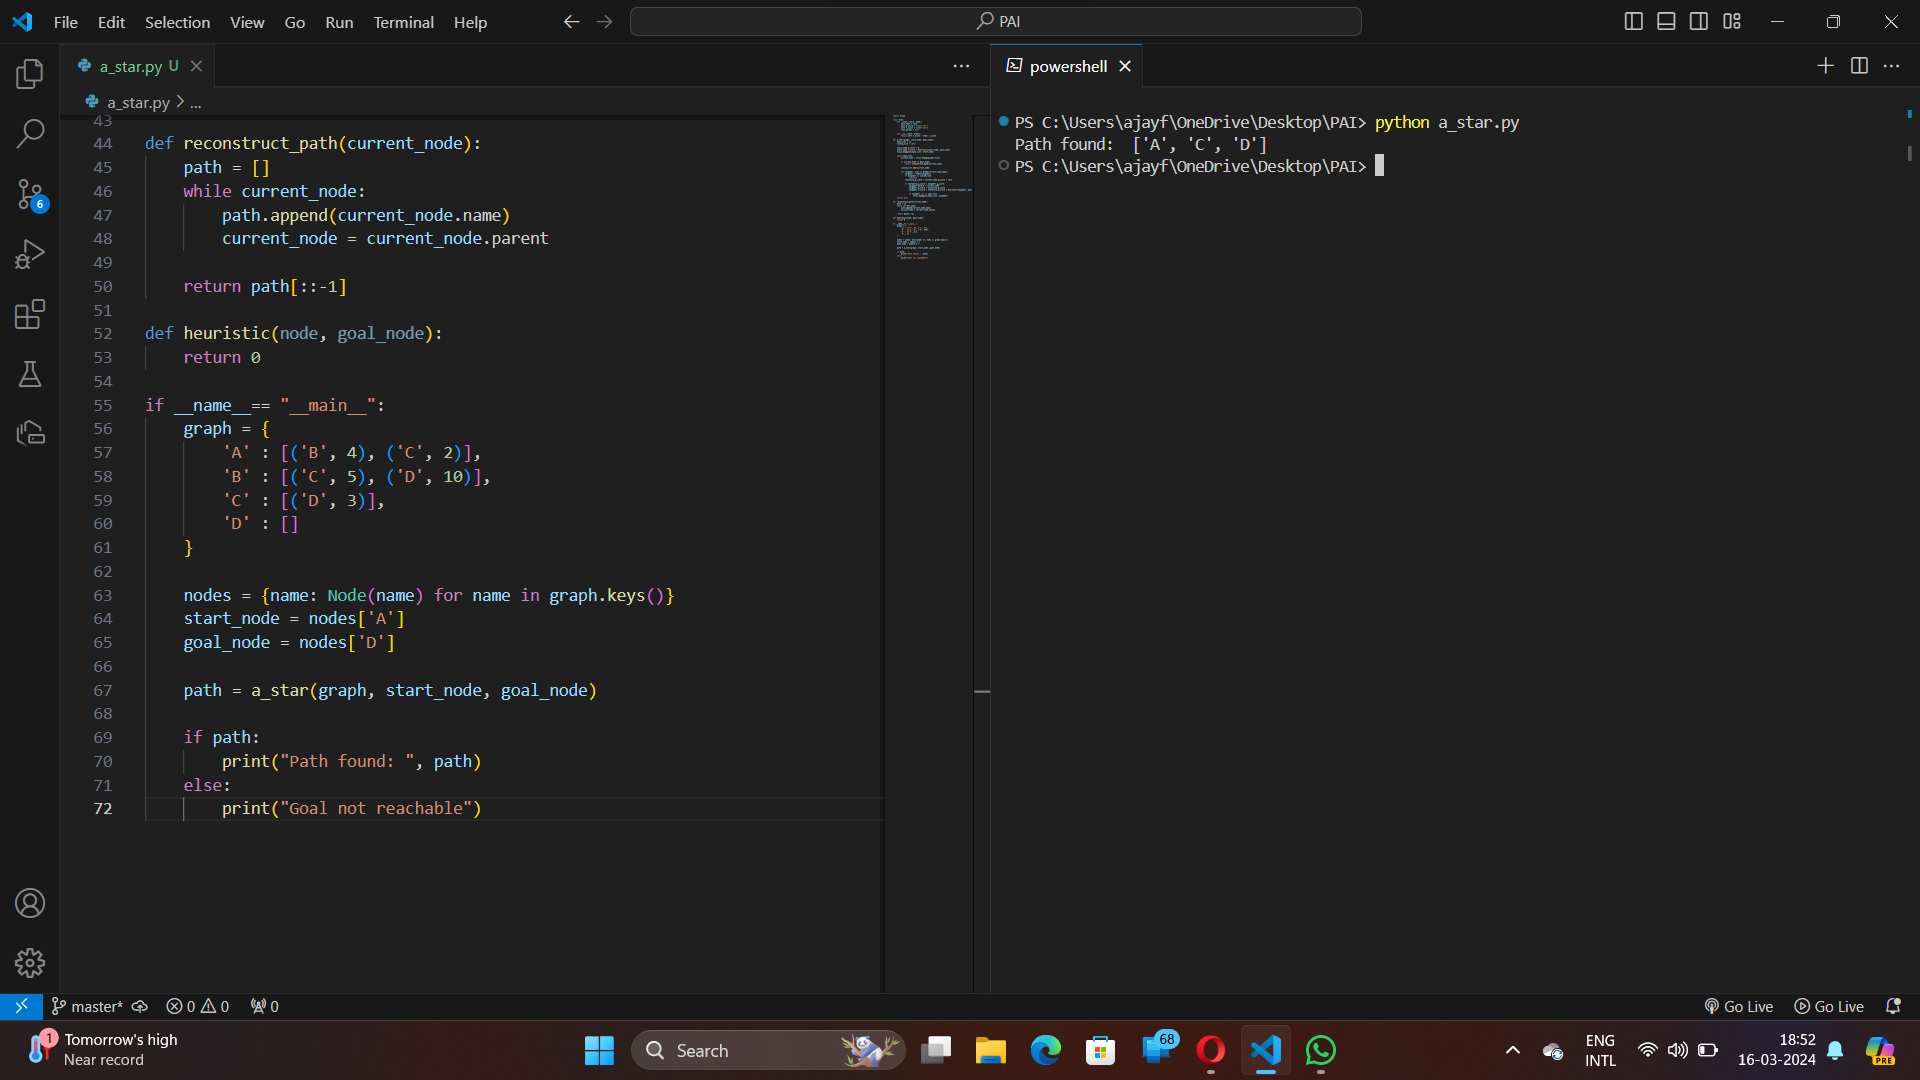 File Edit Selection View Go Run Terminal Help
PAI
a_star.py U
powershell
a_star.py > ...
43
44 def reconstruct_path(current_node):
45     path = []
46     while current_node:
47         path.append(current_node.name)
48         current_node = current_node.parent
49
50     return path[::-1]
51
52 def heuristic(node, goal_node):
53     return 0
54
55 if __name__== "__main__":
56     graph = {
57         'A' : [('B', 4), ('C', 2)],
58         'B' : [('C', 5), ('D', 10)],
59         'C' : [('D', 3)],
60         'D' : []
61     }
62
63     nodes = {name: Node(name) for name in graph.keys()}
64     start_node = nodes['A']
65     goal_node = nodes['D']
66
67     path = a_star(graph, start_node, goal_node)
68
69     if path:
70         print("Path found: ", path)
71     else:
72         print("Goal not reachable")
PS C:\Users\ajayf\OneDrive\Desktop\PAI> python a_star.py
Path found:  ['A', 'C', 'D']
PS C:\Users\ajayf\OneDrive\Desktop\PAI>
6
master* 0 0 0
Go Live Go Live
1
Tomorrow's high
Near record
Search
68
ENG
INTL
18:52
16-03-2024
PRE